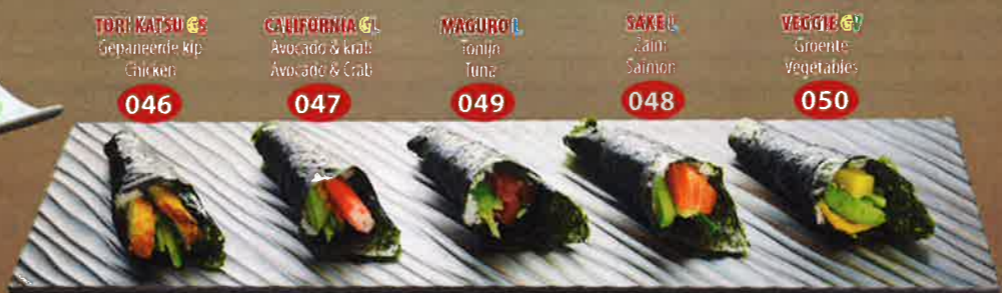 TORI KATSU G S
Gepaneerde kip
Chicken
046
CALIFORNIA G L
Avocado & krab
Avocado & Crab
047
MAGURO L
Tonijn
Tuna
049
SAKE L
Zalm
Salmon
048
VEGGIE G V
Groente
Vegetables
050